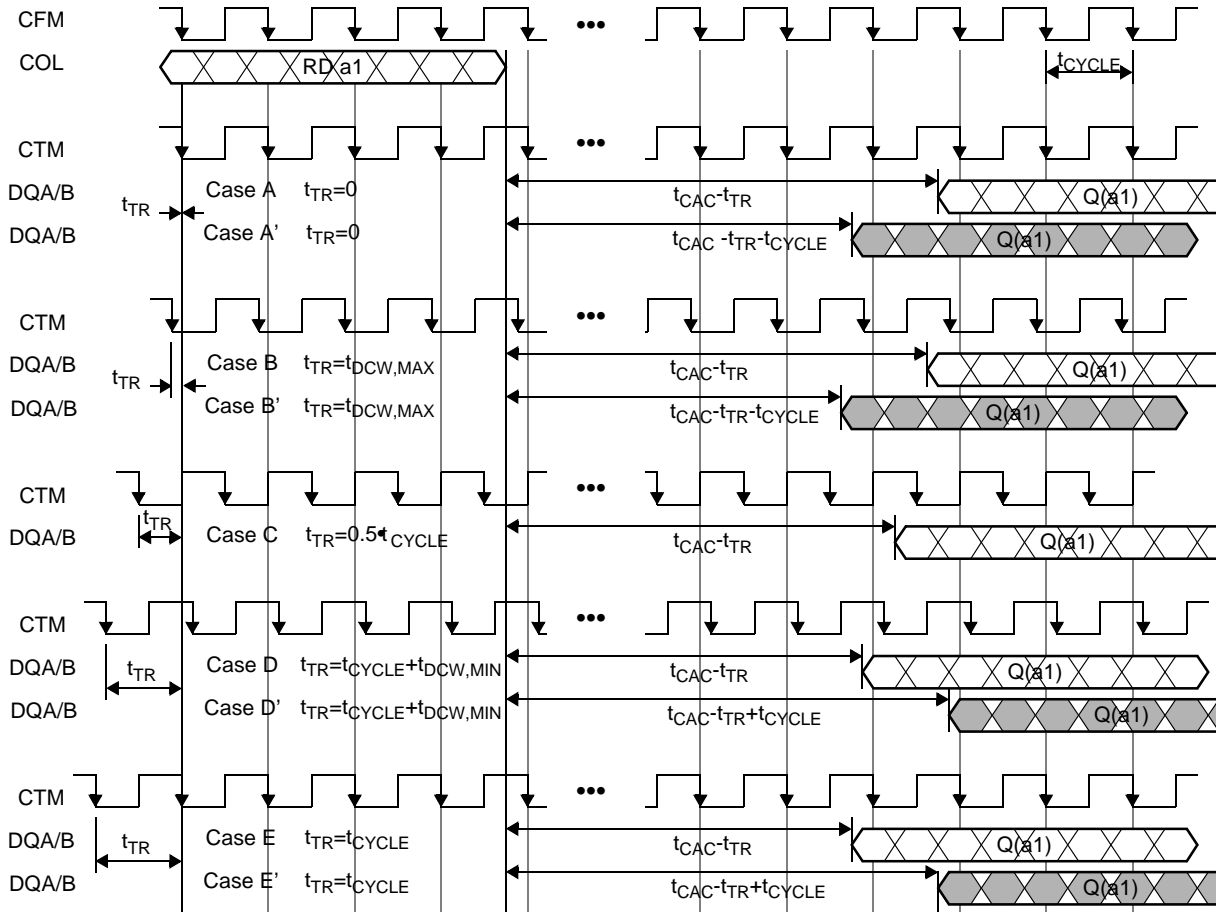 CFM
•••
COL
RD a1
tCYCLE
CTM
•••
DQA/B
Case A tTR=0
tCAC-tTR
Q(a1)
tTR
DQA/B
Case A’ tTR=0
tCAC -tTR-tCYCLE
Q(a1)
CTM
•••
DQA/B
Case B tTR=tDCW,MAX
tCAC-tTR
Q(a1)
tTR
DQA/B
Case B’ tTR=tDCW,MAX
tCAC-tTR-tCYCLE
Q(a1)
CTM
•••
tTR
DQA/B
Case C tTR=0.5•tCYCLE
tCAC-tTR
Q(a1)
CTM
•••
DQA/B
tTR
Case D tTR=tCYCLE+tDCW,MIN
tCAC-tTR
Q(a1)
DQA/B
Case D’ tTR=tCYCLE+tDCW,MIN
tCAC-tTR+tCYCLE
Q(a1)
CTM
•••
DQA/B
tTR
Case E tTR=tCYCLE
tCAC-tTR
Q(a1)
DQA/B
Case E’ tTR=tCYCLE
tCAC-tTR+tCYCLE
Q(a1)